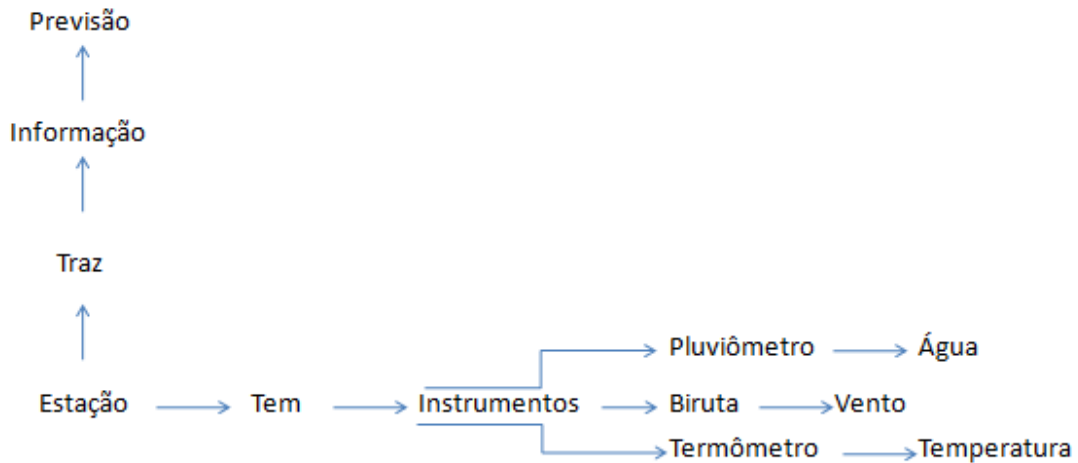 Previsão
Informação
Traz
Pluviômetro Água
Estação Tem Instrumentos Biruta Vento
Termômetro Temperatura